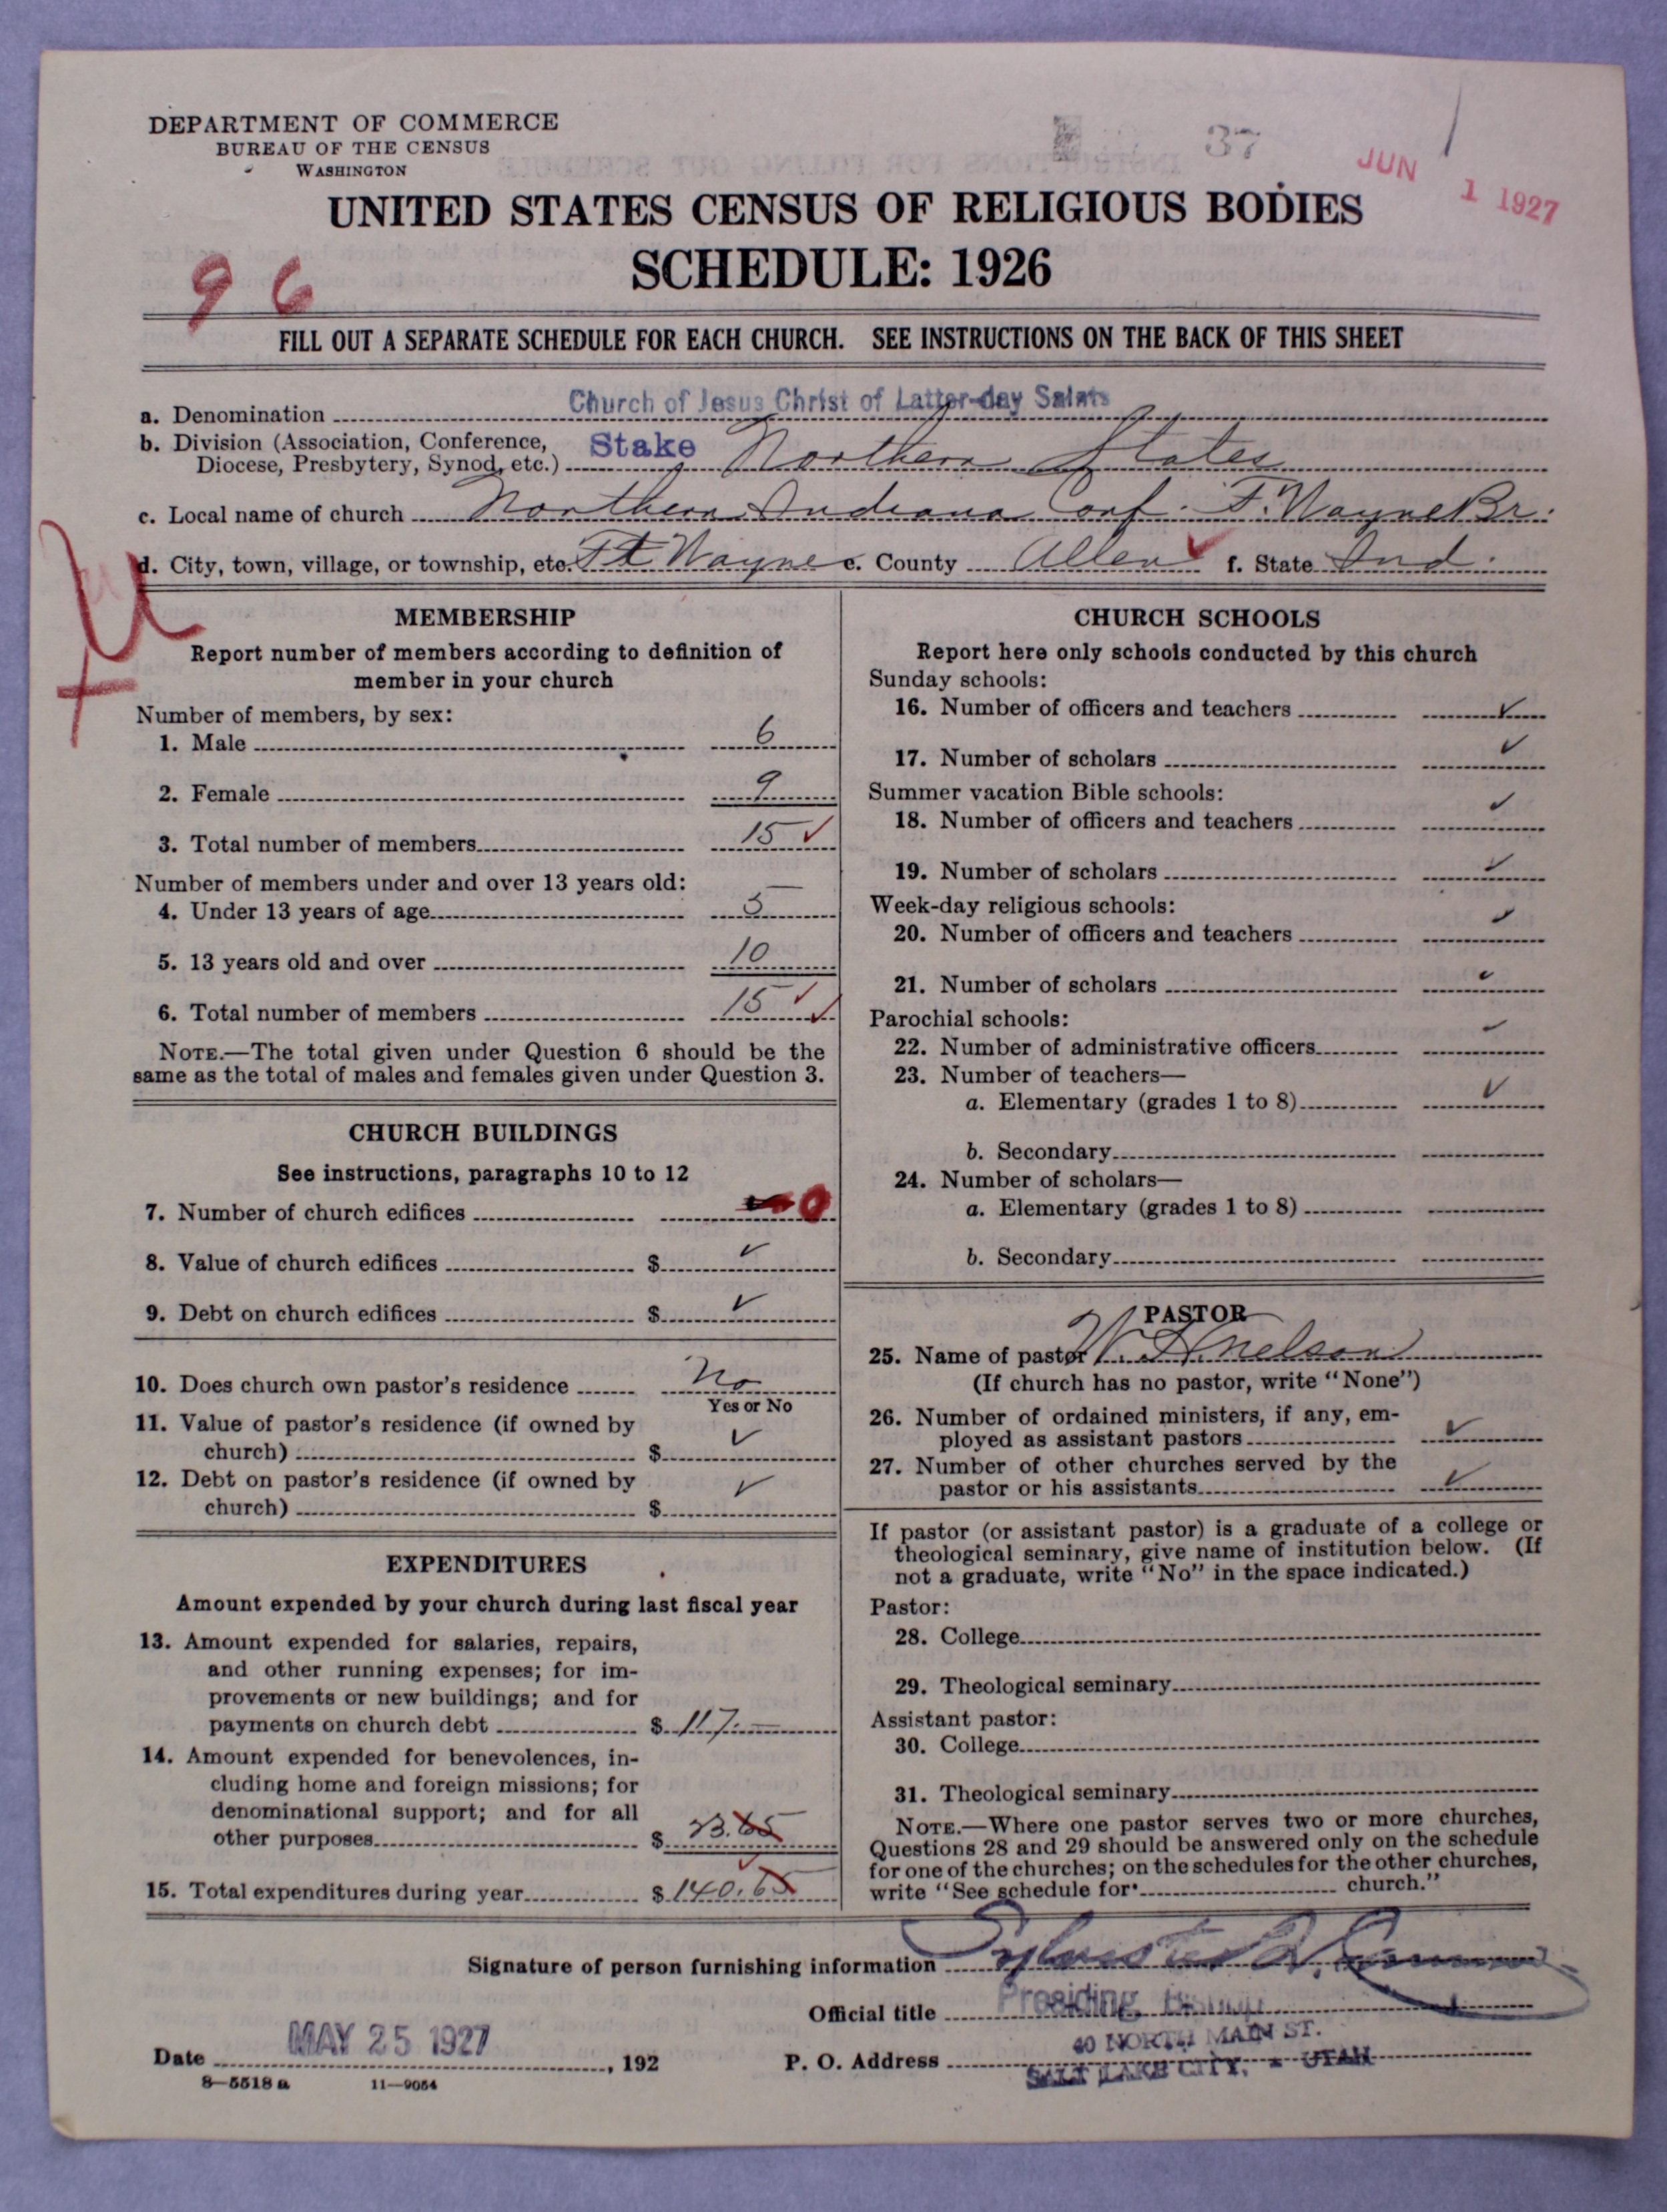 DEPARTMENT OF COMMERCE
BUREAU OF THE CENSUS
WASHINGTON
37
JUN 1 1927
UNITED STATES CENSUS OF RELIGIOUS BODIES
SCHEDULE: 1926
96
FILL OUT A SEPARATE SCHEDULE FOR EACH CHURCH. SEE INSTRUCTIONS ON THE BACK OF THIS SHEET
a. Denomination Church of Jesus Christ of Latter-day Saints
b. Division (Association, Conference, Diocese, Presbytery, Synod, etc.) Stake Northern States
c. Local name of church Northern Indiana Conf. Ft. Wayne Br.
d. City, town, village, or township, etc. Ft Wayne e. County Allen f. State Ind.
MEMBERSHIP
Report number of members according to definition of
member in your church
Number of members, by sex:
1. Male 6
2. Female 9
3. Total number of members 15 ✓
Number of members under and over 13 years old:
4. Under 13 years of age 5
5. 13 years old and over 10
6. Total number of members 15 ✓ ✓
NOTE.—The total given under Question 6 should be the
same as the total of males and females given under Question 3.
CHURCH BUILDINGS
See instructions, paragraphs 10 to 12
7. Number of church edifices 0
8. Value of church edifices $ ✓
9. Debt on church edifices $ ✓
10. Does church own pastor's residence No
Yes or No
11. Value of pastor's residence (if owned by
church) $ ✓
12. Debt on pastor's residence (if owned by
church) $ ✓
EXPENDITURES
Amount expended by your church during last fiscal year
13. Amount expended for salaries, repairs,
and other running expenses; for im-
provements or new buildings; and for
payments on church debt $ 117.—
14. Amount expended for benevolences, in-
cluding home and foreign missions; for
denominational support; and for all
other purposes $ 23.65
15. Total expenditures during year $ 140.65
CHURCH SCHOOLS
Report here only schools conducted by this church
Sunday schools:
16. Number of officers and teachers ✓
17. Number of scholars ✓
Summer vacation Bible schools:
18. Number of officers and teachers ✓
19. Number of scholars ✓
Week-day religious schools:
20. Number of officers and teachers ✓
21. Number of scholars ✓
Parochial schools:
22. Number of administrative officers ✓
23. Number of teachers—
a. Elementary (grades 1 to 8) ✓
b. Secondary
24. Number of scholars—
a. Elementary (grades 1 to 8)
b. Secondary
PASTOR
25. Name of pastor W. H. Nelson
(If church has no pastor, write "None")
26. Number of ordained ministers, if any, em-
ployed as assistant pastors ✓
27. Number of other churches served by the
pastor or his assistants ✓
If pastor (or assistant pastor) is a graduate of a college or
theological seminary, give name of institution below. (If
not a graduate, write "No" in the space indicated.)
Pastor:
28. College
29. Theological seminary
Assistant pastor:
30. College
31. Theological seminary
NOTE.—Where one pastor serves two or more churches,
Questions 28 and 29 should be answered only on the schedule
for one of the churches; on the schedules for the other churches,
write "See schedule for church."
Signature of person furnishing information Sylvester Q. Cannon
Official title Presiding Bishop
Date MAY 25 1927, 192
P. O. Address 40 NORTH MAIN ST.
SALT LAKE CITY, - UTAH
8—5518 a 11—9054